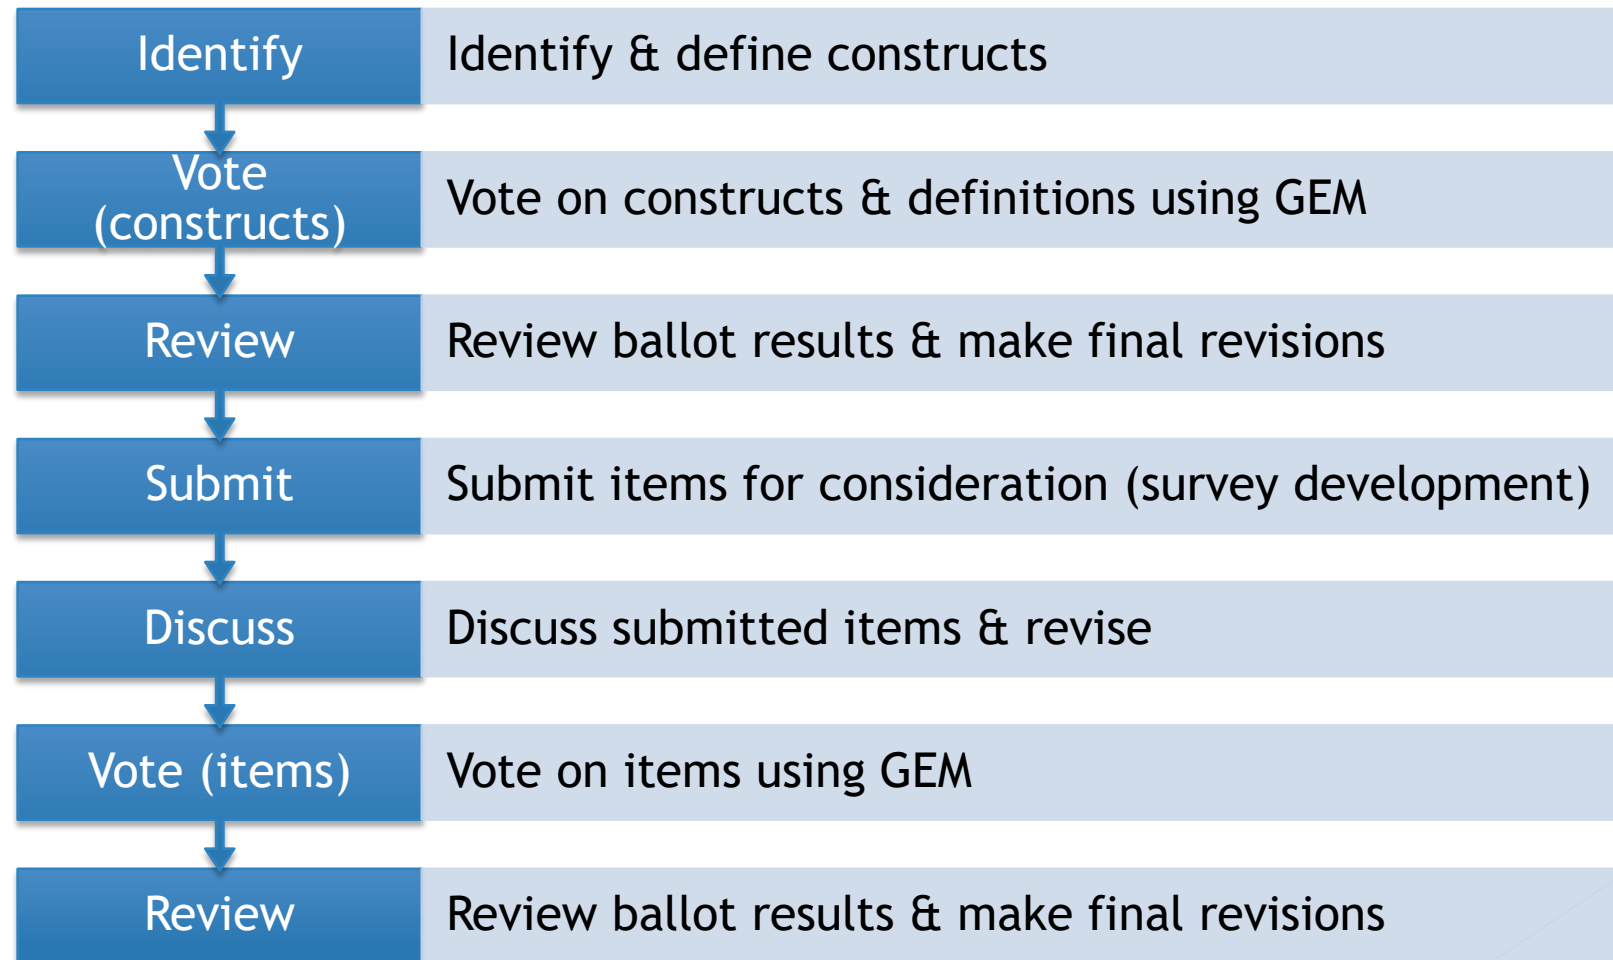 Identify
Identify & define constructs
Vote
(constructs)
Vote on constructs & definitions using GEM
Review
Review ballot results & make final revisions
Submit
Submit items for consideration (survey development)
Discuss
Discuss submitted items & revise
Vote (items)
Vote on items using GEM
Review
Review ballot results & make final revisions